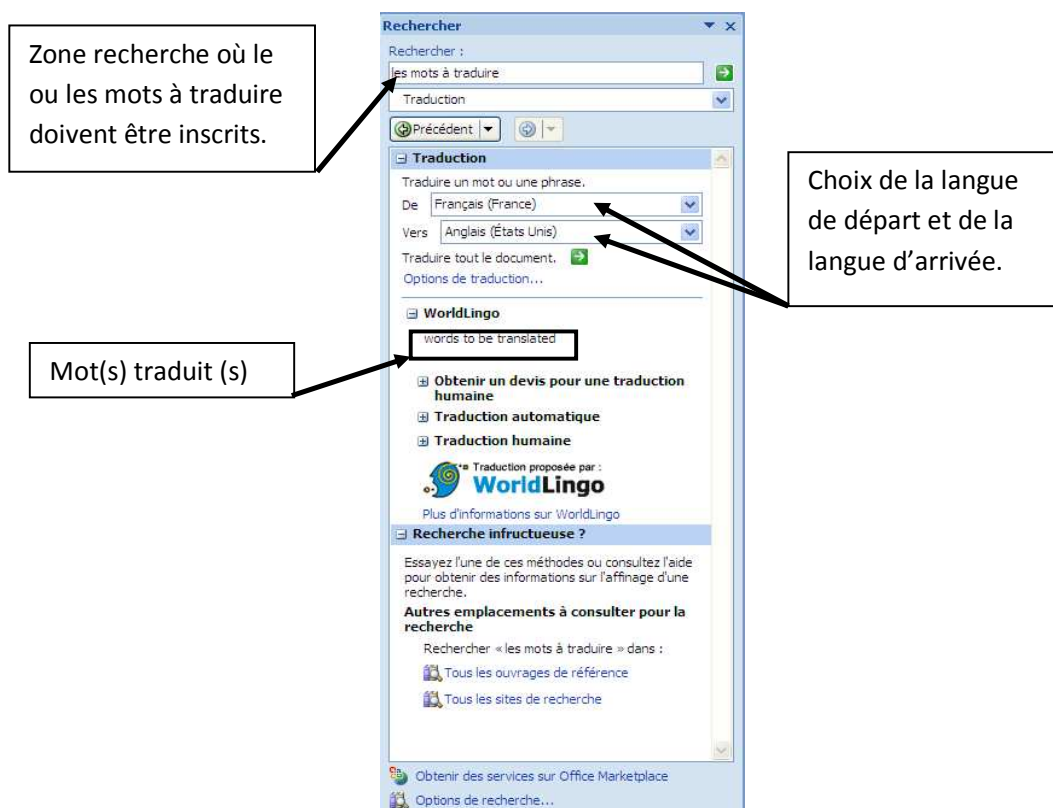 Rechercher
Rechercher :
les mots à traduire
Traduction
Précédent
Traduction
Traduire un mot ou une phrase.
De Français (France)
Vers Anglais (États Unis)
Traduire tout le document.
Options de traduction...
WorldLingo
words to be translated
Obtenir un devis pour une traduction
humaine
Traduction automatique
Traduction humaine
Traduction proposée par :
WorldLingo
Plus d'informations sur WorldLingo
Recherche infructueuse ?
Essayez l'une de ces méthodes ou consultez l'aide
pour obtenir des informations sur l'affinage d'une
recherche.
Autres emplacements à consulter pour la
recherche
Rechercher « les mots à traduire » dans :
Tous les ouvrages de référence
Tous les sites de recherche
Obtenir des services sur Office Marketplace
Options de recherche...
Zone recherche où le
ou les mots à traduire
doivent être inscrits.
Mot(s) traduit (s)
Choix de la langue
de départ et de la
langue d’arrivée.